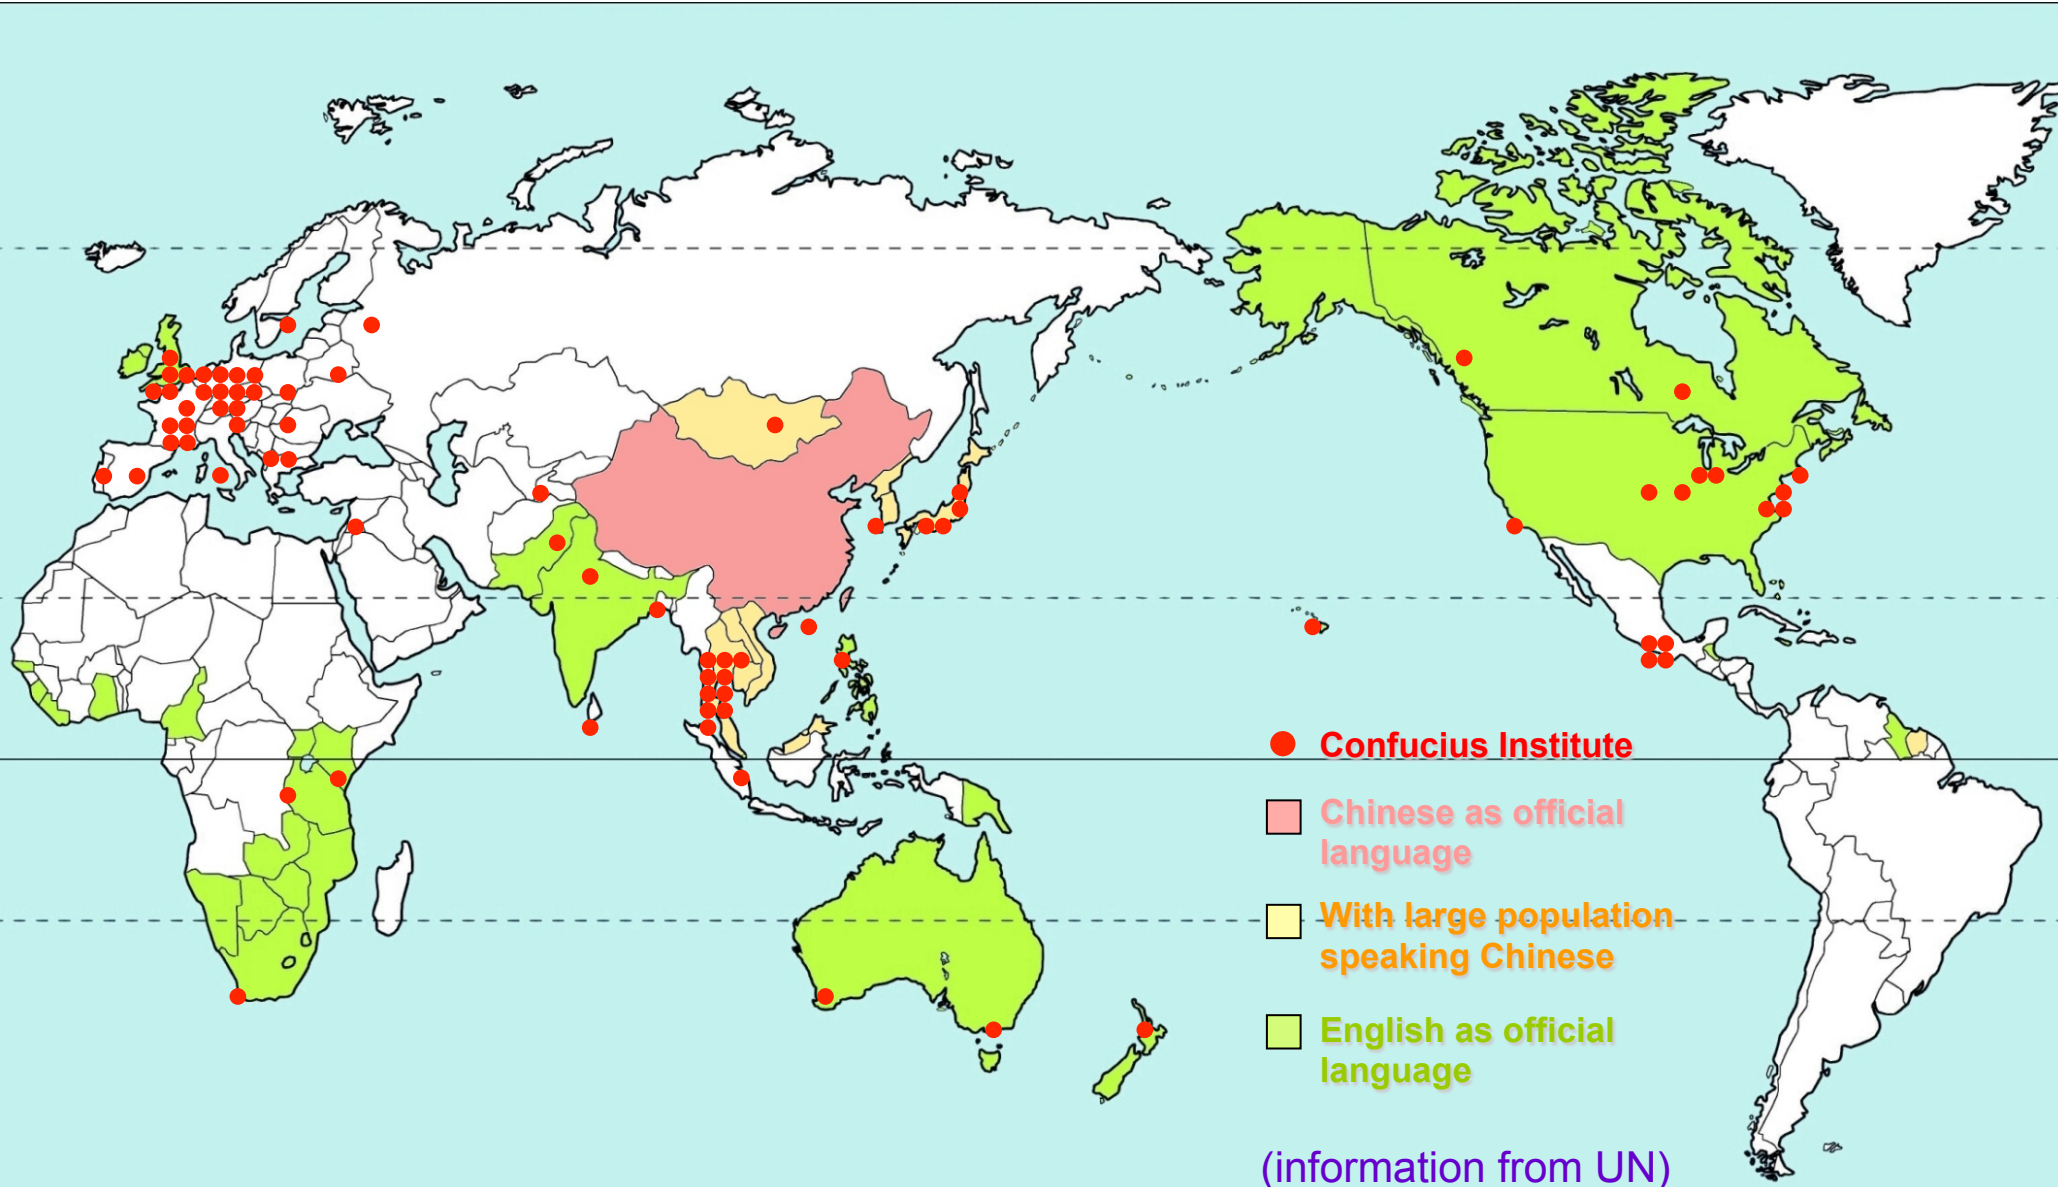 Confucius Institute
Chinese as official
language
With large population
speaking Chinese
English as official
language
(information from UN)